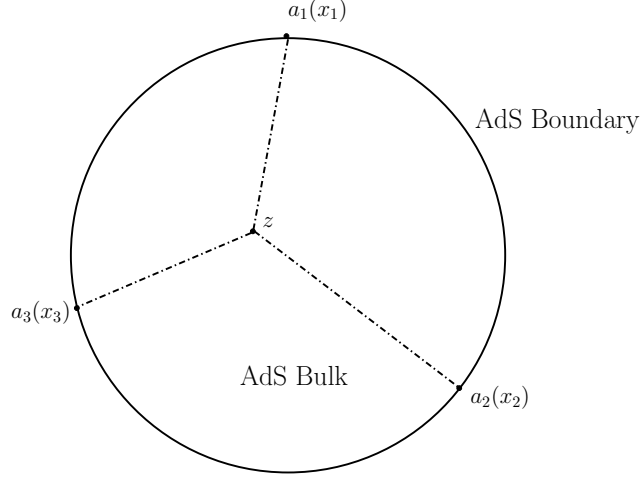 a₁(x₁)
AdS Boundary
z
a₃(x₃)
AdS Bulk
a₂(x₂)